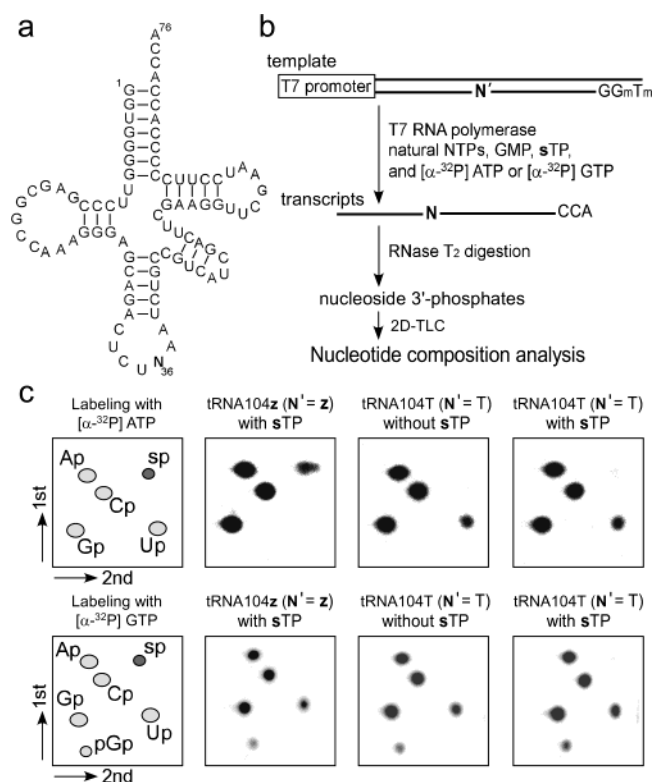 a
76
1
N
36
b
template
T7 promoter
N'
GGmTm
T7 RNA polymerase
natural NTPs, GMP, sTP,
and [α-³²P] ATP or [α-³²P] GTP
transcripts
N
CCA
RNase T₂ digestion
nucleoside 3'-phosphates
2D-TLC
Nucleotide composition analysis
c
Labeling with
[α-³²P] ATP
tRNA104z (N' = z)
with sTP
tRNA104T (N' = T)
without sTP
tRNA104T (N' = T)
with sTP
1st
Ap
sp
Cp
Gp
Up
2nd
Labeling with
[α-³²P] GTP
tRNA104z (N' = z)
with sTP
tRNA104T (N' = T)
without sTP
tRNA104T (N' = T)
with sTP
1st
Ap
sp
Cp
Gp
Up
pGp
2nd